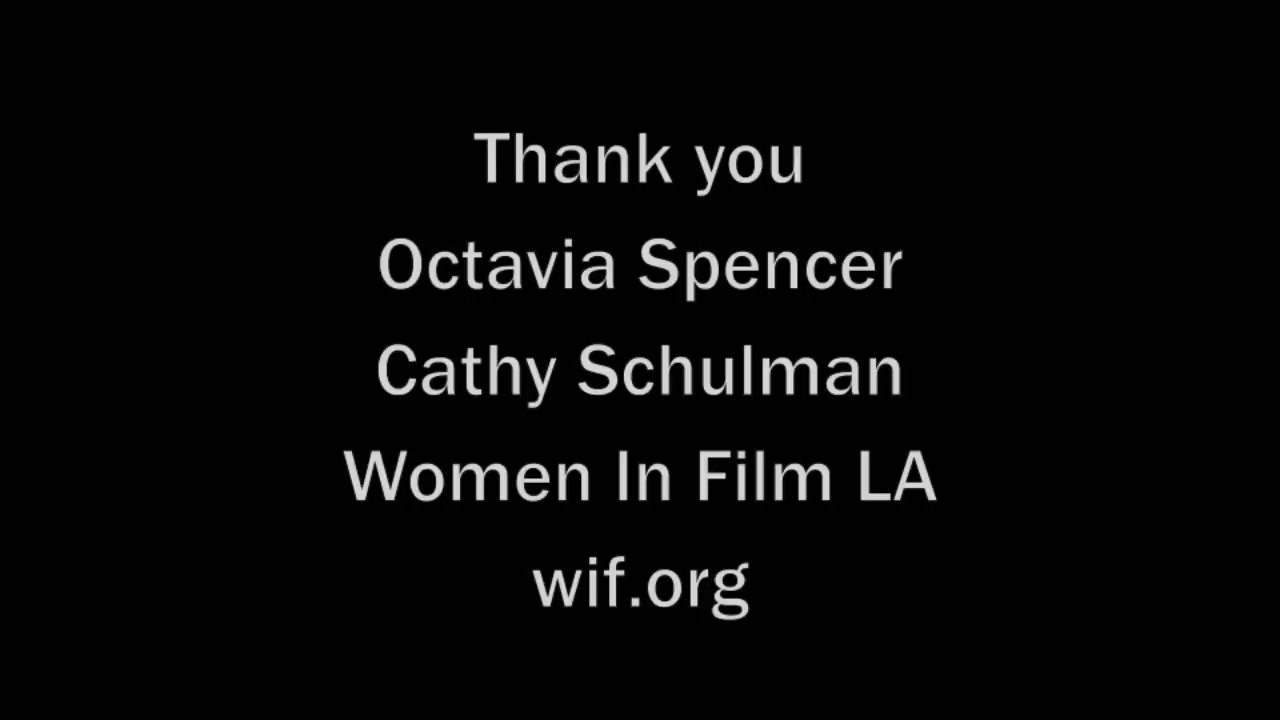 Thank you
Octavia Spencer
Cathy Schulman
Women In Film LA
wif.org